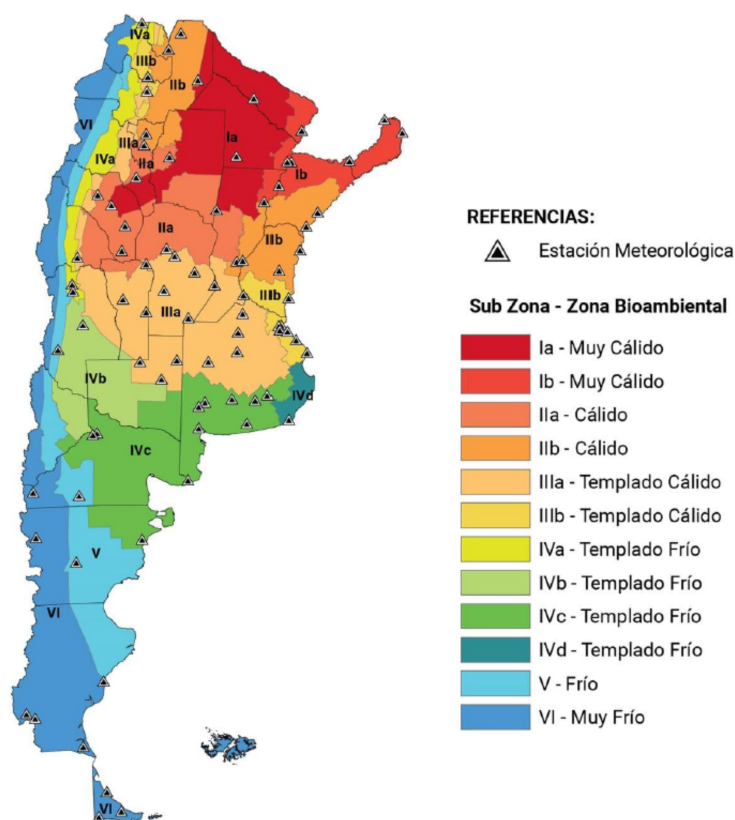 IVa
IIIb
IIb
VI
Ia
IIIa
IVa
IIa
Ib
IIa
IIb
IIIb
IIIa
IVb
IVd
IVc
V
VI
VI
REFERENCIAS:
Estación Meteorológica
Sub Zona - Zona Bioambiental
Ia - Muy Cálido
Ib - Muy Cálido
IIa - Cálido
IIb - Cálido
IIIa - Templado Cálido
IIIb - Templado Cálido
IVa - Templado Frío
IVb - Templado Frío
IVc - Templado Frío
IVd - Templado Frío
V - Frío
VI - Muy Frío